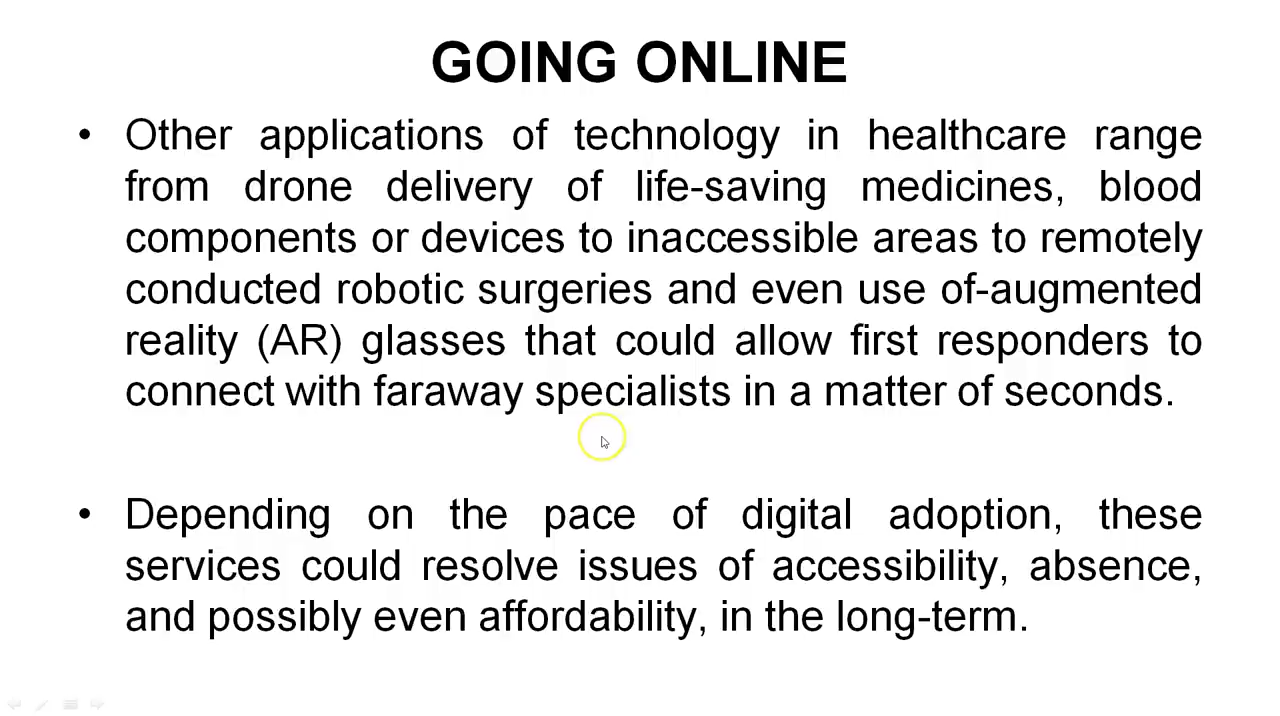 GOING ONLINE
• Other applications of technology in healthcare range
from drone delivery of life-saving medicines, blood
components or devices to inaccessible areas to remotely
conducted robotic surgeries and even use of-augmented
reality (AR) glasses that could allow first responders to
connect with faraway specialists in a matter of seconds.
• Depending on the pace of digital adoption, these
services could resolve issues of accessibility, absence,
and possibly even affordability, in the long-term.